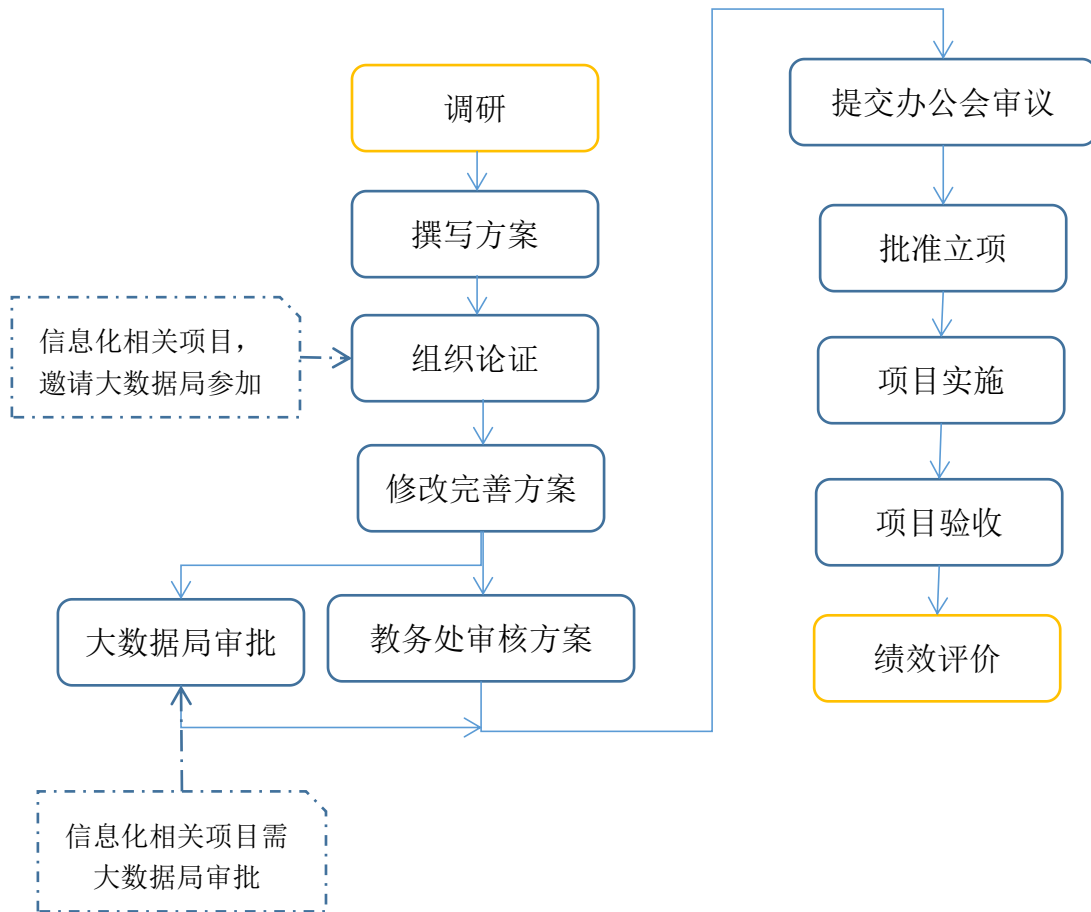 调研
撰写方案
信息化相关项目，
邀请大数据局参加
组织论证
修改完善方案
大数据局审批
教务处审核方案
信息化相关项目需
大数据局审批
提交办公会审议
批准立项
项目实施
项目验收
绩效评价